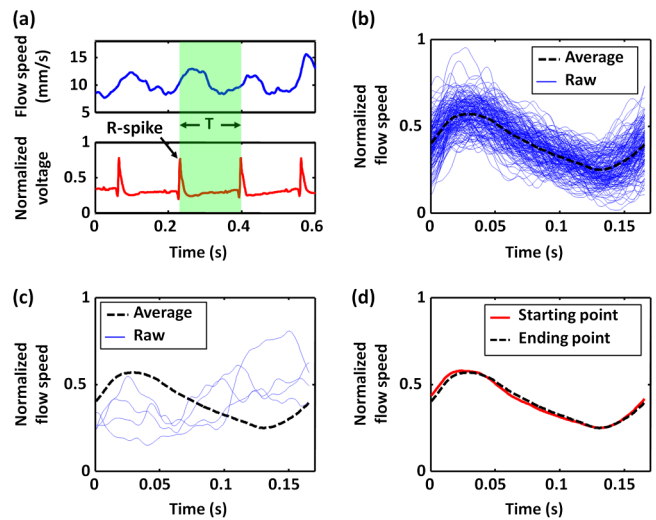 (a)
Flow speed
(mm/s)
15
10
5
T
R-spike
Normalized
voltage
1
0.5
0
0
0.2
0.4
0.6
Time (s)
(b)
Normalized
flow speed
1
0.5
0
Average
Raw
0
0.05
0.1
0.15
Time (s)
(c)
Normalized
flow speed
1
0.5
0
Average
Raw
0
0.05
0.1
0.15
Time (s)
(d)
Normalized
flow speed
1
0.5
0
Starting point
Ending point
0
0.05
0.1
0.15
Time (s)